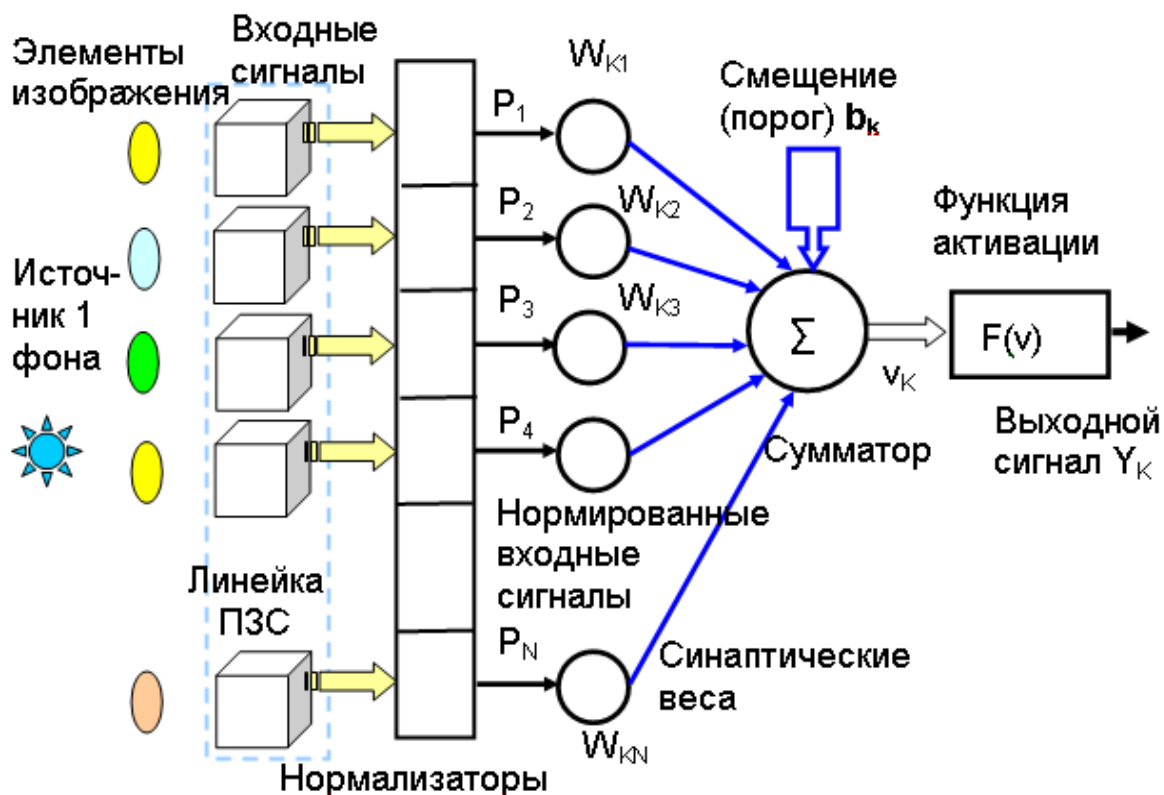 Элементы
изображения
Входные
сигналы
W_K1
Смещение
(порог) b_k
P_1
P_2
W_K2
Функция
активации
Источ-
ник 1
фона
P_3
W_K3
Σ
F(v)
v_K
P_4
Сумматор
Выходной
сигнал Y_K
Нормированные
входные
сигналы
Линейка
ПЗС
P_N
Синаптические
веса
W_KN
Нормализаторы